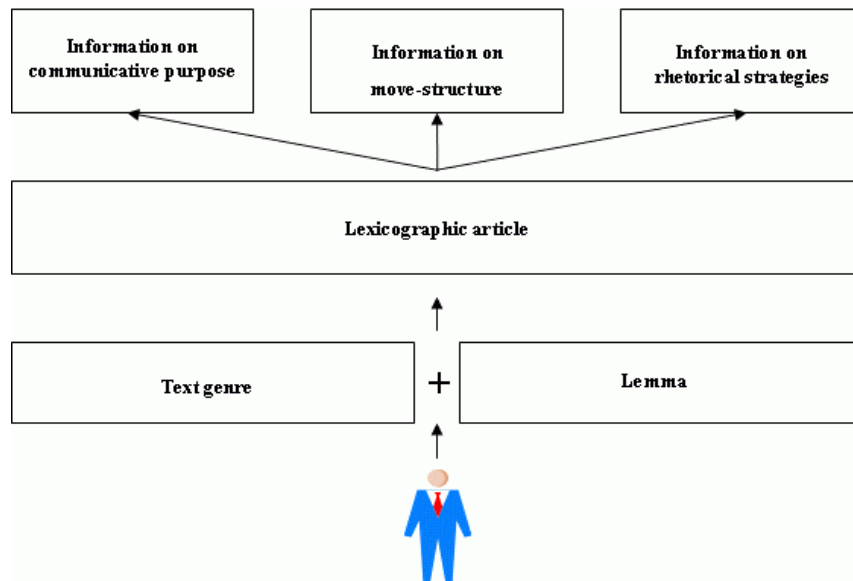 Information on
communicative purpose
Information on
move-structure
Information on
rhetorical strategies
Lexicographic article
Text genre
+
Lemma